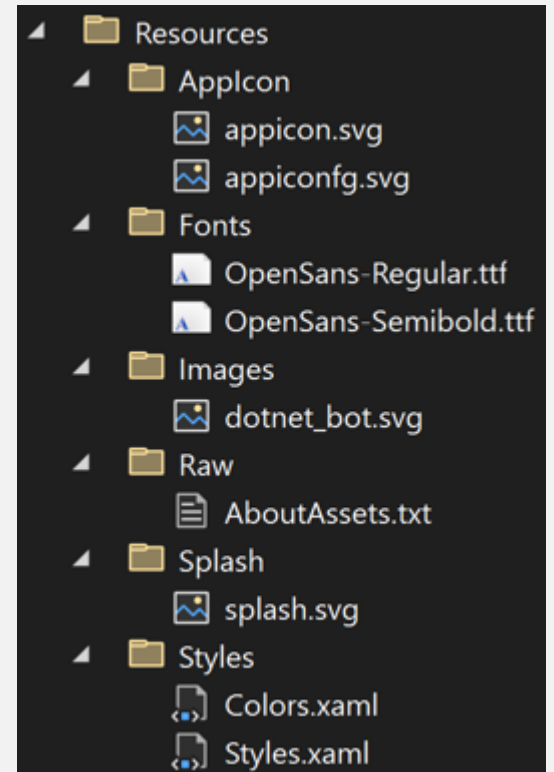 Resources
AppIcon
appicon.svg
appiconfg.svg
Fonts
OpenSans-Regular.ttf
OpenSans-Semibold.ttf
Images
dotnet_bot.svg
Raw
AboutAssets.txt
Splash
splash.svg
Styles
Colors.xaml
Styles.xaml